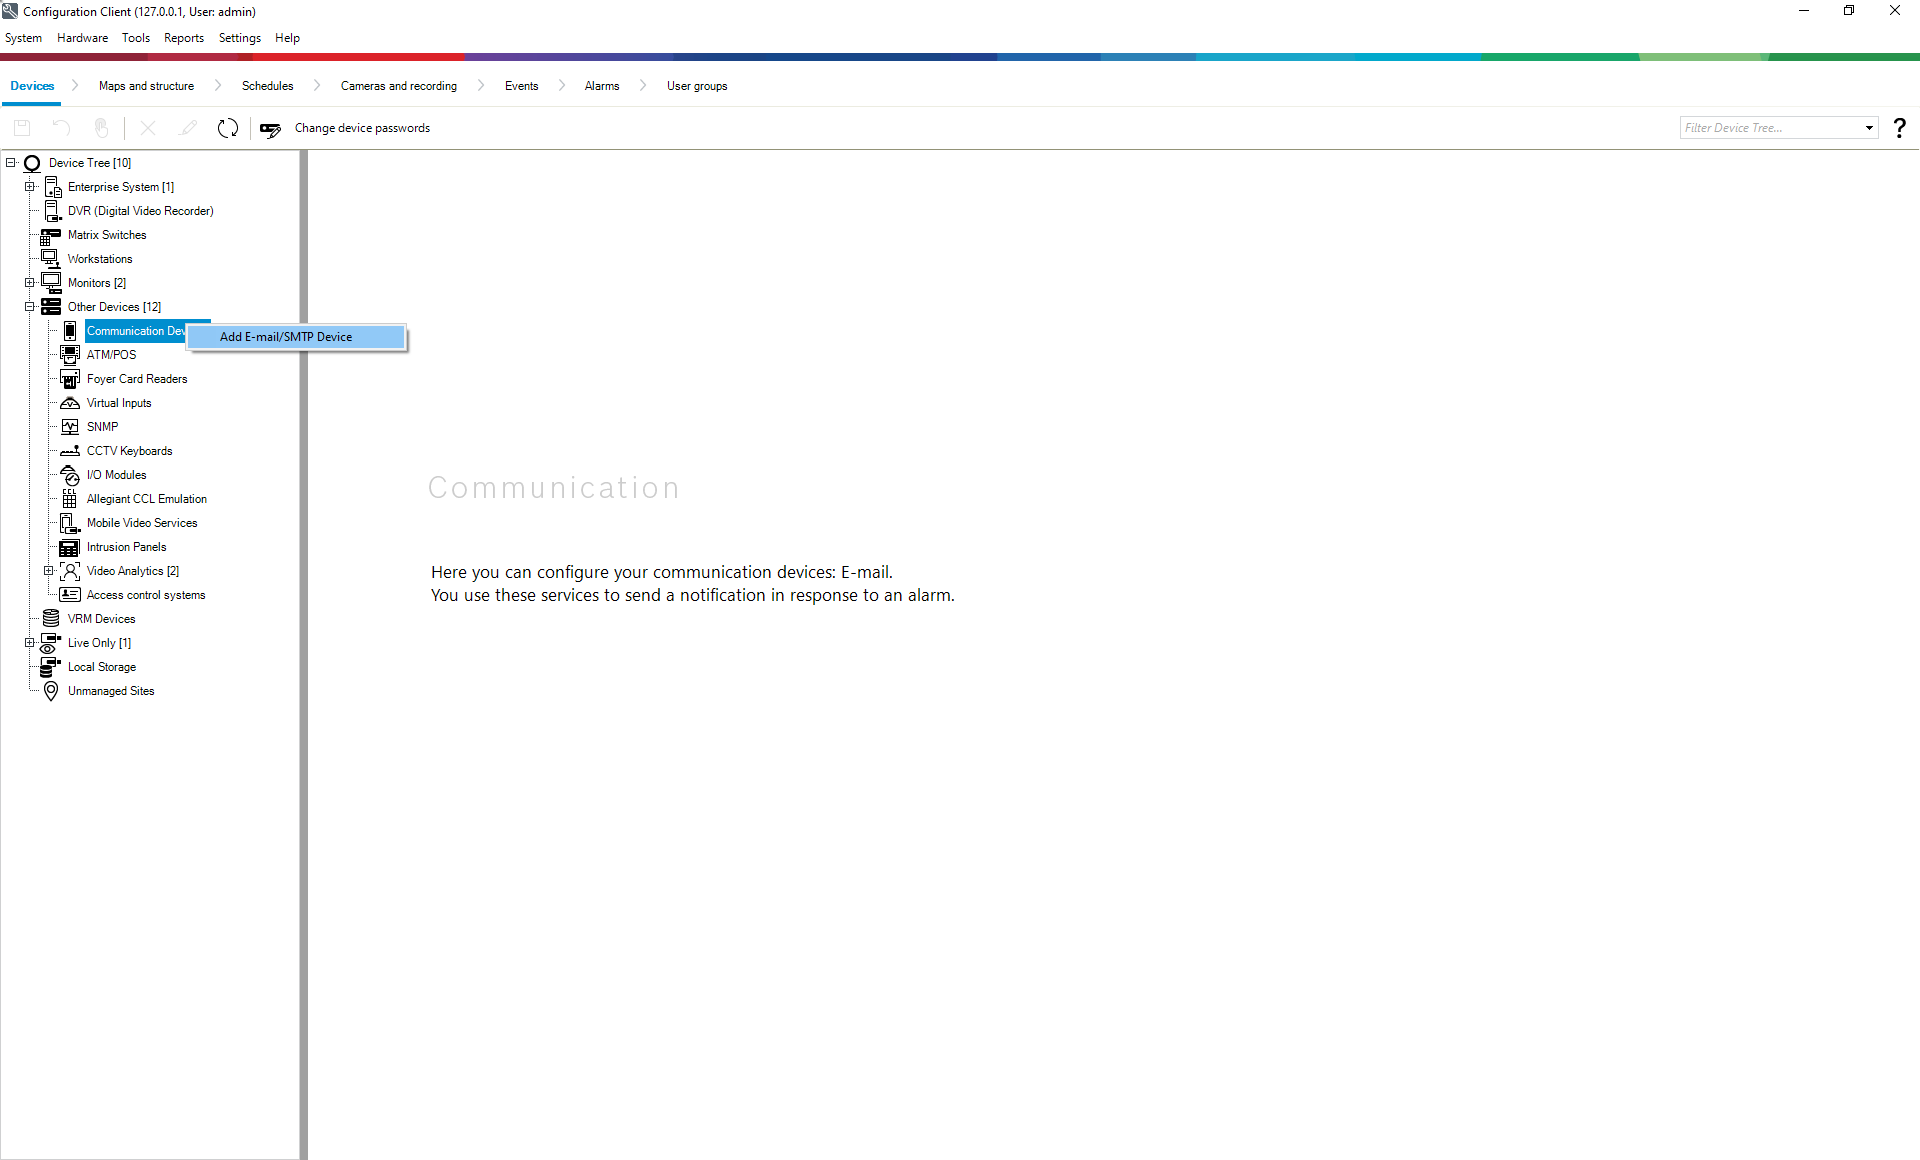 Configuration Client (127.0.0.1, User: admin)
System Hardware Tools Reports Settings Help
Devices Maps and structure Schedules Cameras and recording Events Alarms User groups
Change device passwords Filter Device Tree... ?
Device Tree [10]
Enterprise System [1]
DVR (Digital Video Recorder)
Matrix Switches
Workstations
Monitors [2]
Other Devices [12]
Communication Dev
Add E-mail/SMTP Device
ATM/POS
Foyer Card Readers
Virtual Inputs
SNMP
CCTV Keyboards
I/O Modules
Allegiant CCL Emulation
Mobile Video Services
Intrusion Panels
Video Analytics [2]
Access control systems
VRM Devices
Live Only [1]
Local Storage
Unmanaged Sites
Communication
Here you can configure your communication devices: E-mail.
You use these services to send a notification in response to an alarm.